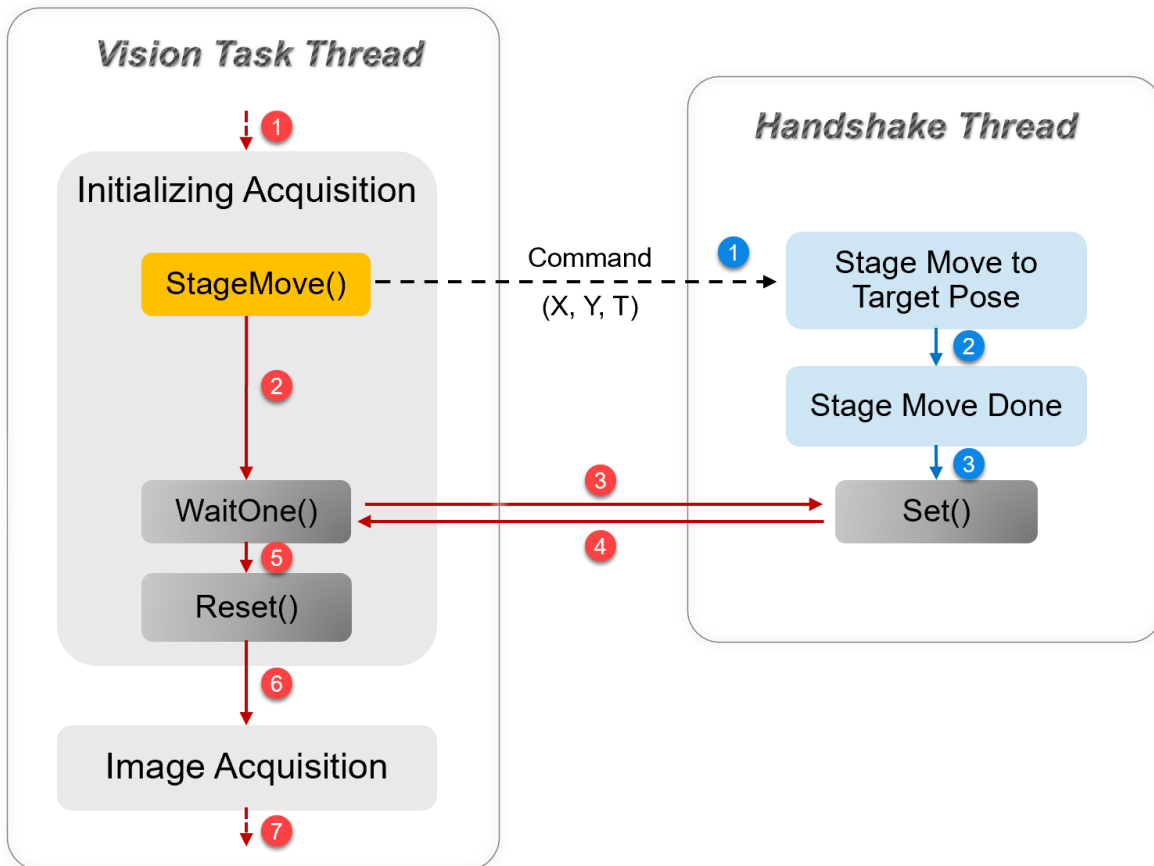 Vision Task Thread
1
Initializing Acquisition
StageMove()
2
WaitOne()
5
Reset()
6
Image Acquisition
7
Command
(X, Y, T)
1
3
4
Handshake Thread
Stage Move to
Target Pose
2
Stage Move Done
3
Set()